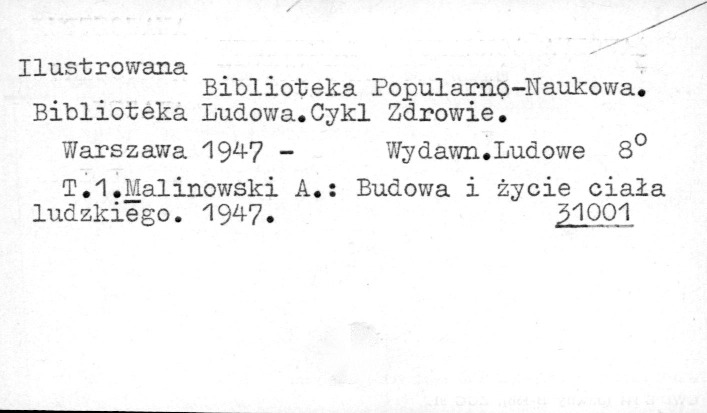 Ilustrowana
Biblioteka Popularno-Naukowa.
Biblioteka Ludowa.Cykl Zdrowie.
Warszawa 1947 - Wydawn.Ludowe 8°
T.1.Malinowski A.: Budowa i życie ciała
ludzkiego. 1947. 31001